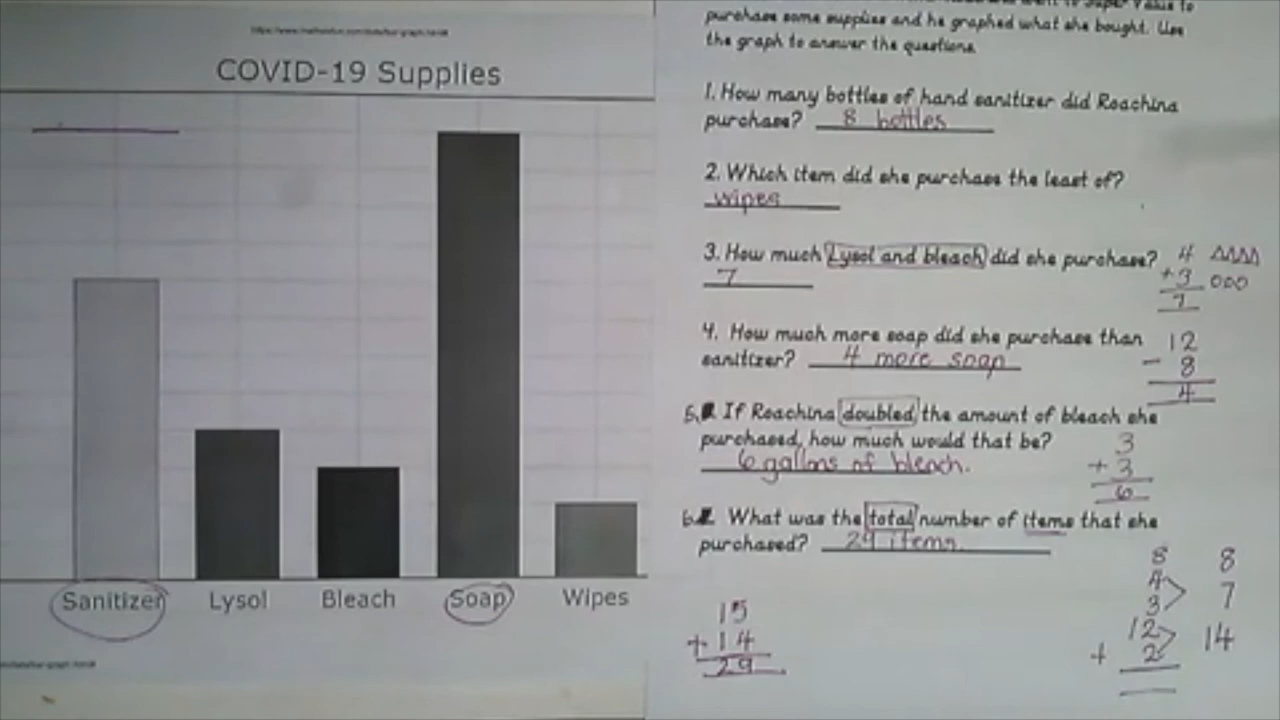 COVID-19 Supplies
Sanitizer Lysol Bleach Soap Wipes
purchase some supplies and he graphed what she bought. Use
the graph to answer the questions.
1. How many bottles of hand sanitizer did Roachina
purchase? 8 bottles
2. Which item did she purchase the least of?
wipes
3. How much Lysol and bleach did she purchase?
7
4
+3
7
4. How much more soap did she purchase than
sanitizer? 4 more soap
12
- 8
4
5. If Roachina doubled the amount of bleach she
purchased, how much would that be?
6 gallons of bleach.
3
+ 3
6
6. What was the total number of items that she
purchased? 29 items.
15
+ 14
29
8 8
4
3 7
12
+ 2 14